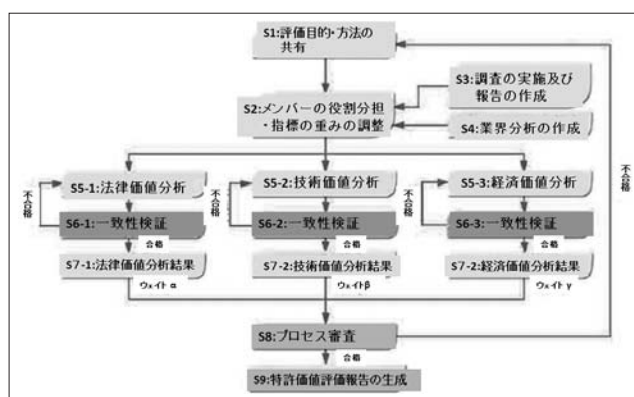 S1:評価目的・方法の
共有
S3:調査の実施及び
報告の作成
S2:メンバーの役割分担
・指標の重みの調整
S4:業界分析の作成
不合格
S5-1:法律価値分析
不合格
S5-2:技術価値分析
不合格
S5-3:経済価値分析
S6-1:一致性検証
S6-2:一致性検証
S6-3:一致性検証
合格
合格
合格
S7-1:法律価値分析結果
S7-2:技術価値分析結果
S7-2:経済価値分析結果
ウェイト α
ウェイト β
ウェイト γ
S8:プロセス審査
不合格
合格
S9:特許価値評価報告の生成